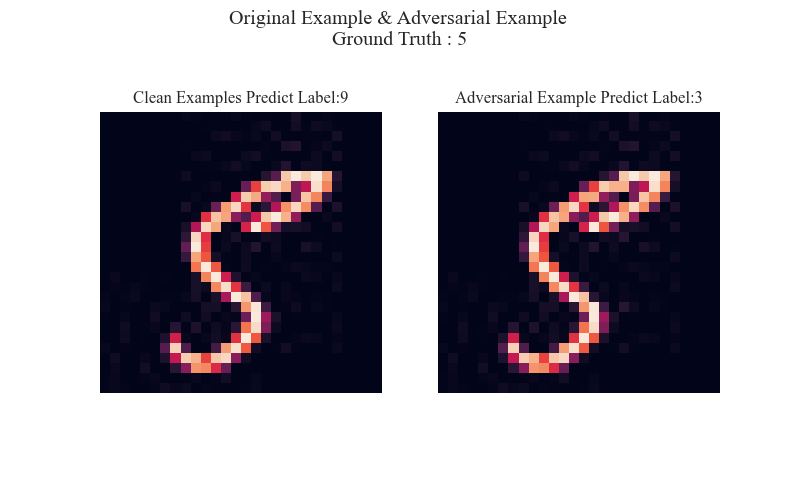 Original Example & Adversarial Example
Ground Truth : 5
Clean Examples Predict Label:9
Adversarial Example Predict Label:3